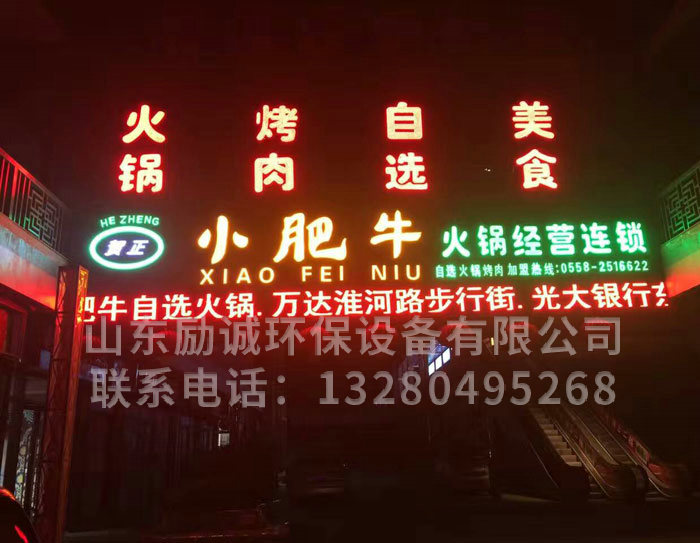 火锅 烤肉 自选 美食
HE ZHENG
贺正
小肥牛
XIAO FEI NIU
火锅经营连锁
自选火锅烤肉 加盟热线:0558-2516622
肥牛自选火锅.万达淮河路步行街.光大银行东
山东励诚环保设备有限公司
联系电话：13280495268